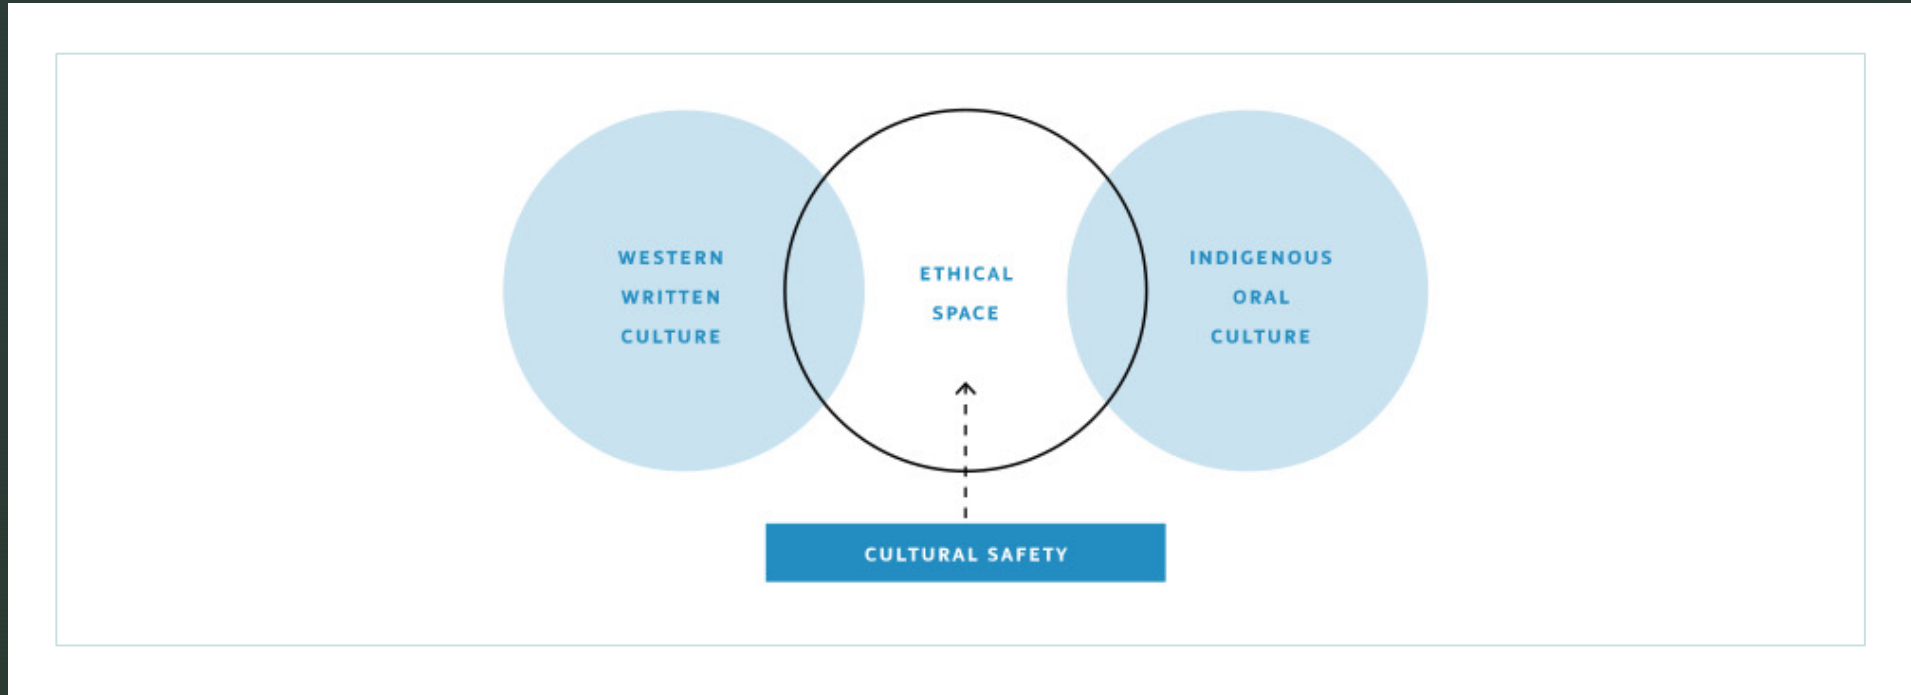 WESTERN
WRITTEN
CULTURE
ETHICAL
SPACE
INDIGENOUS
ORAL
CULTURE
CULTURAL SAFETY